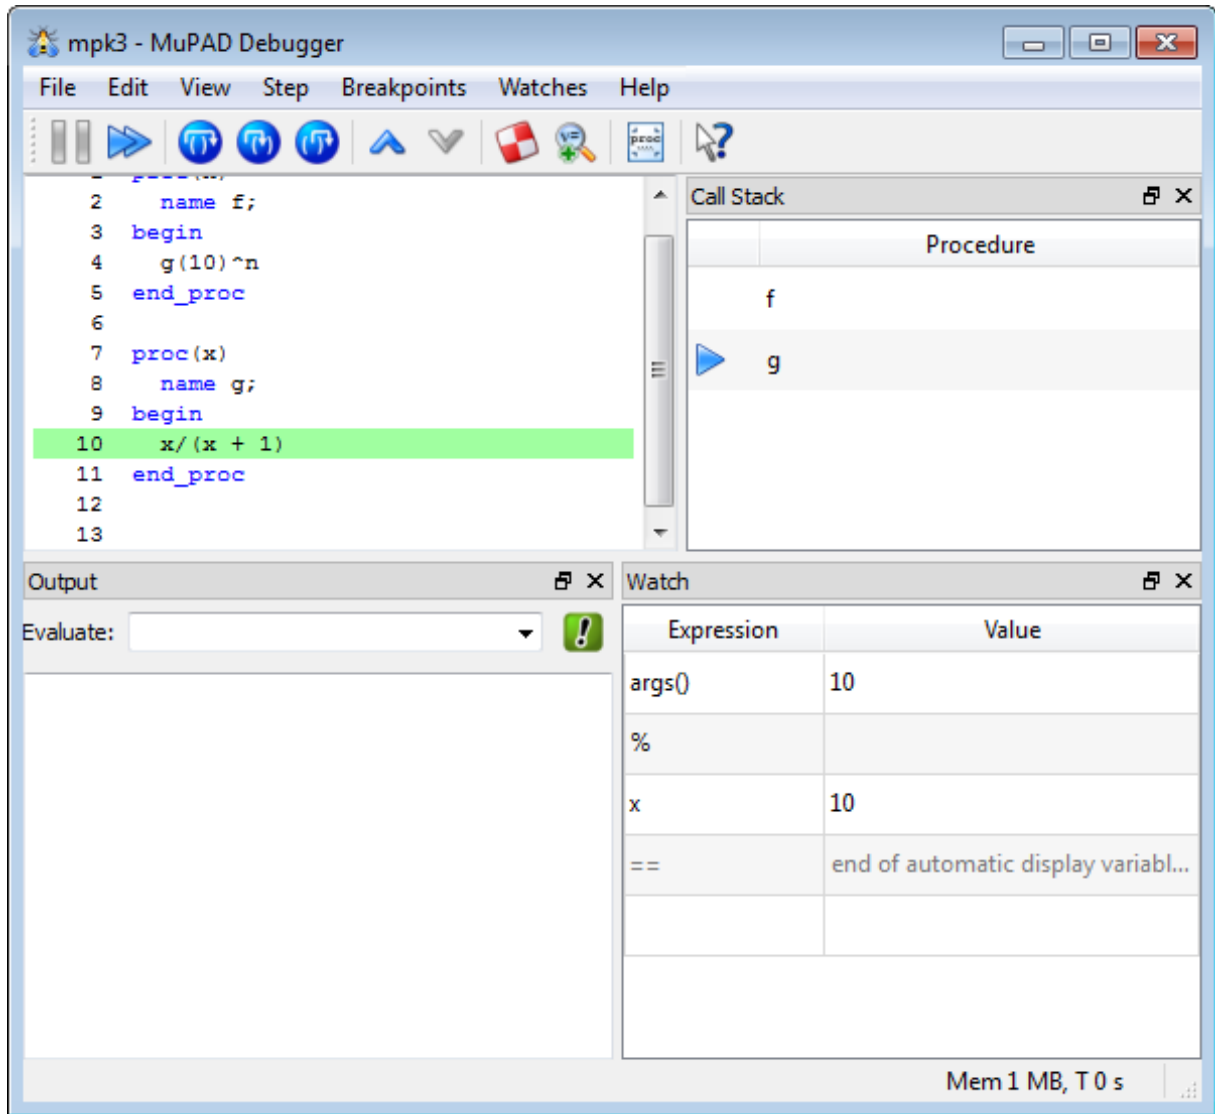 mpk3 - MuPAD Debugger
File Edit View Step Breakpoints Watches Help
proc
2 name f;
3 begin
4 g(10)^n
5 end_proc
6
7 proc(x)
8 name g;
9 begin
10 x/(x + 1)
11 end_proc
12
13
Call Stack
Procedure
f
g
Output
Evaluate:
Watch
Expression Value
args() 10
%
x 10
== end of automatic display variabl...
Mem 1 MB, T 0 s